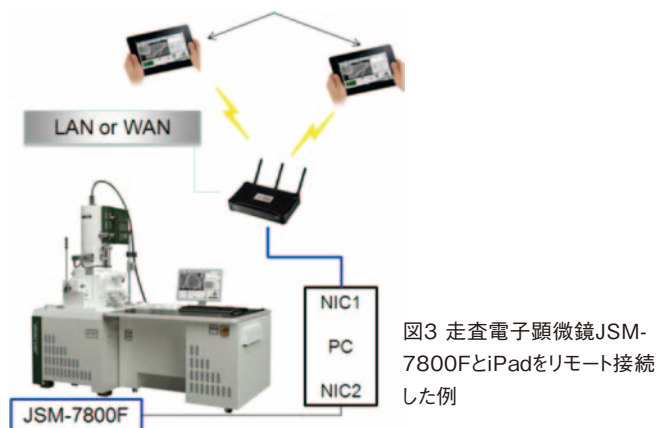 LAN or WAN
NIC1
PC
NIC2
JSM-7800F
図3 走査電子顕微鏡JSM-
7800FとiPadをリモート接続
した例